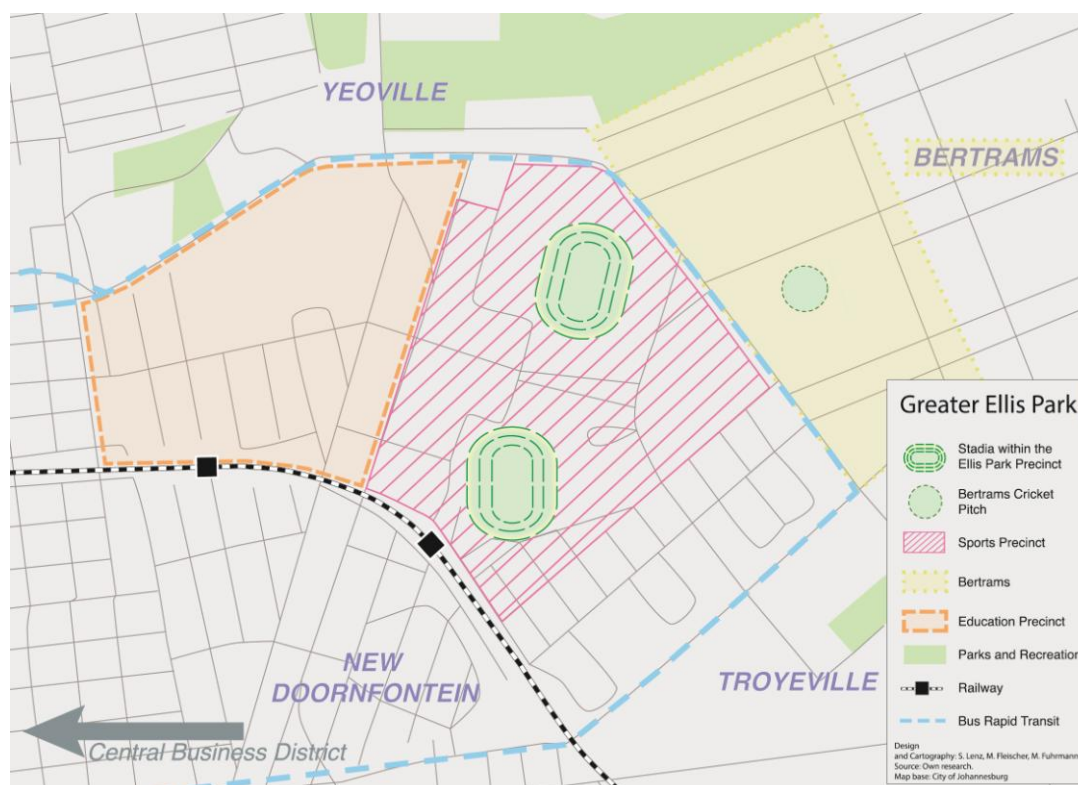 YEOVILLE
BERTRAMS
NEW
DOORNFONTEIN
TROYEVILLE
Central Business District
Greater Ellis Park
Stadia within the
Ellis Park Precinct
Bertrams Cricket
Pitch
Sports Precinct
Bertrams
Education Precinct
Parks and Recreation
Railway
Bus Rapid Transit
Design
and Cartography: S. Lenz, M. Fleischer, M. Fuhrmann
Source: Own research.
Map base: City of Johannesburg